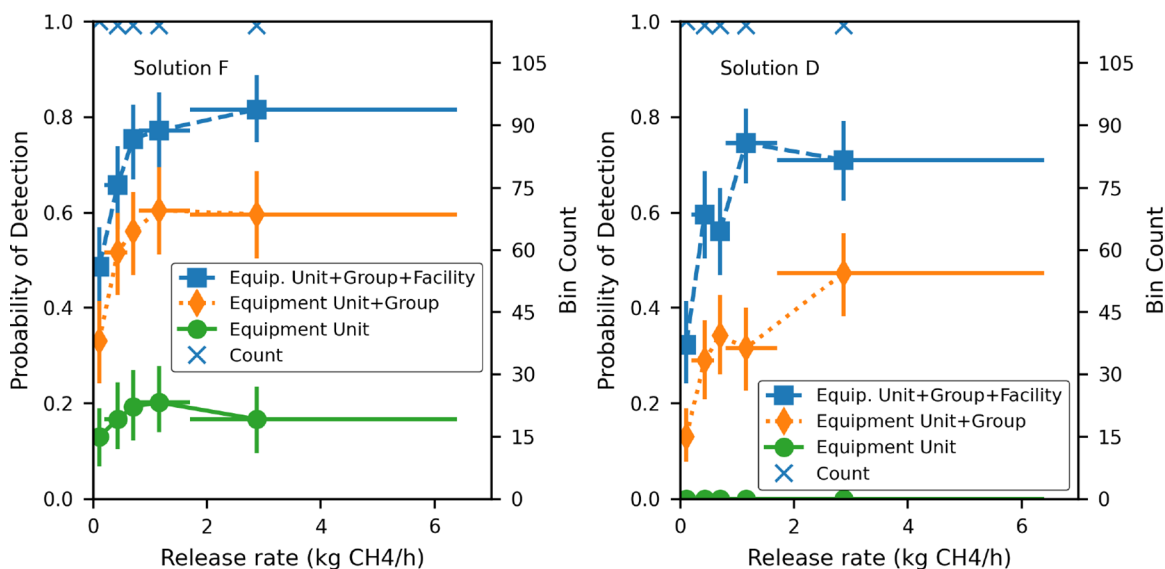 Solution F
Probability of Detection
1.0
0.8
0.6
0.4
0.2
0.0
105
90
75
60
45
30
15
0
Bin Count
Equip. Unit+Group+Facility
Equipment Unit+Group
Equipment Unit
Count
0
2
4
6
Release rate (kg CH4/h)
Solution D
Probability of Detection
1.0
0.8
0.6
0.4
0.2
0.0
105
90
75
60
45
30
15
0
Bin Count
Equip. Unit+Group+Facility
Equipment Unit+Group
Equipment Unit
Count
0
2
4
6
Release rate (kg CH4/h)